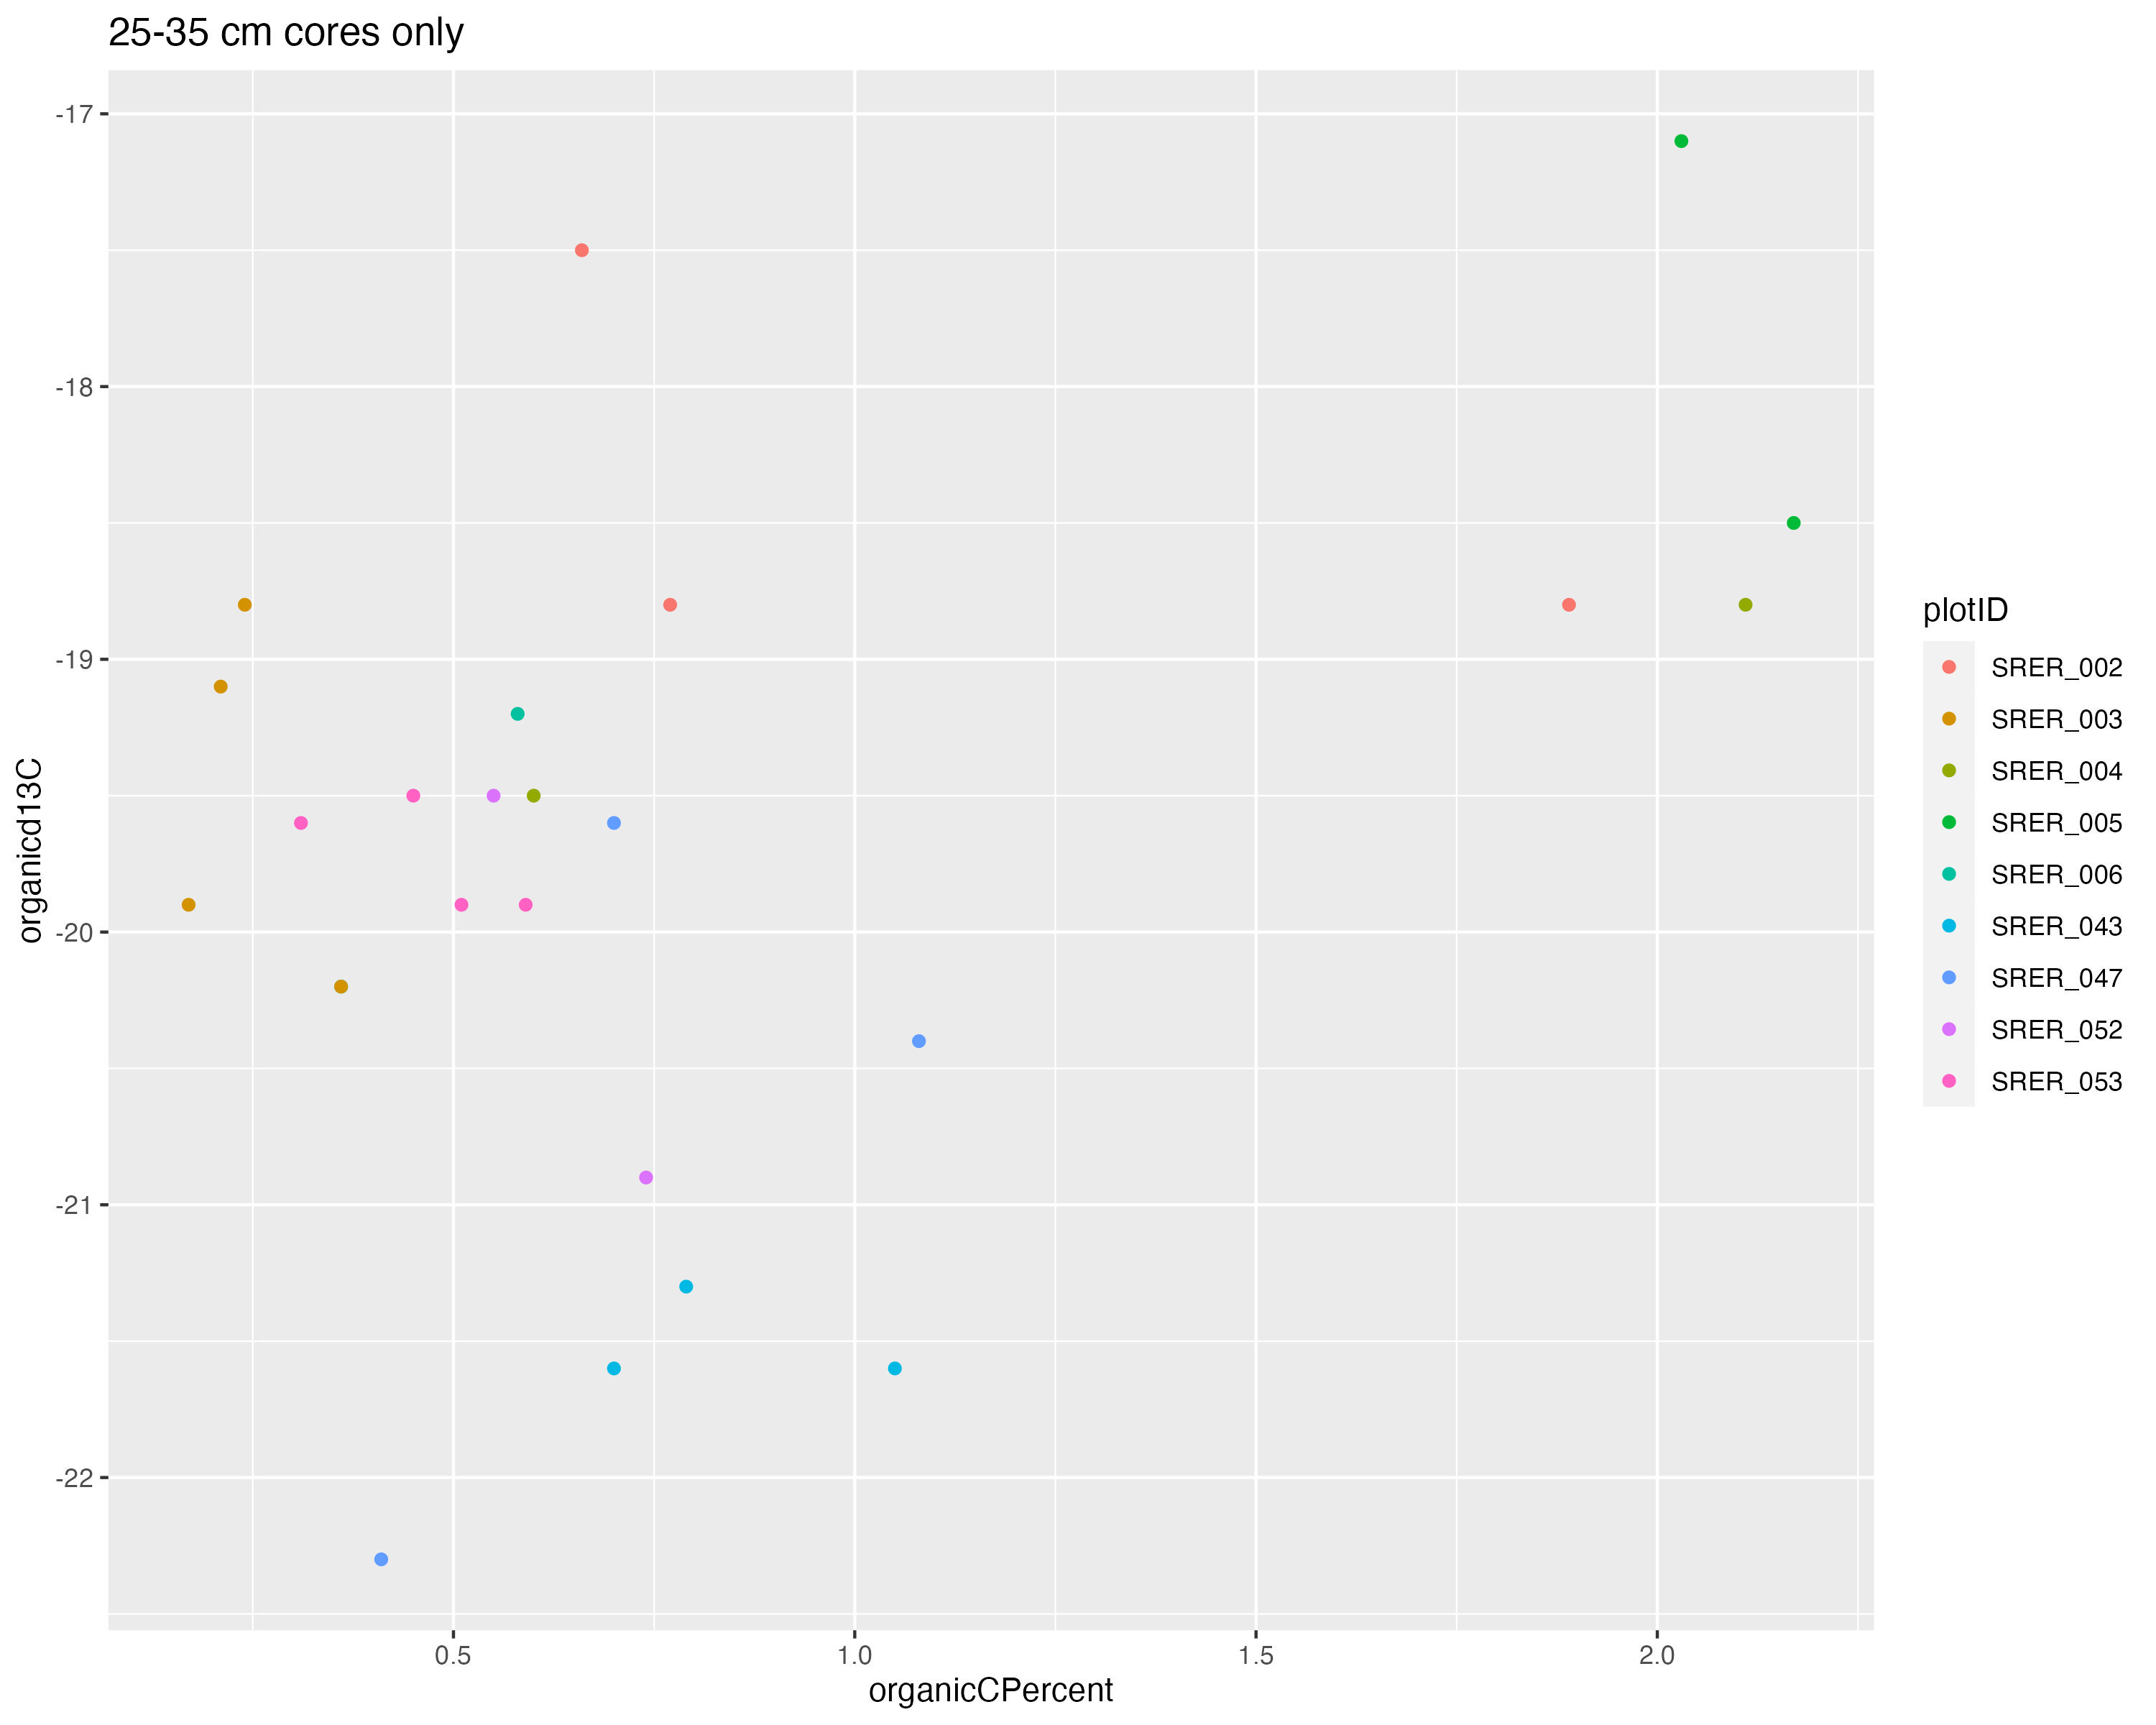 25-35 cm cores only
-17
-18
-19
-20
-21
-22
organicd13C
0.5 1.0 1.5 2.0
organicCPercent
plotID
SRER_002
SRER_003
SRER_004
SRER_005
SRER_006
SRER_043
SRER_047
SRER_052
SRER_053